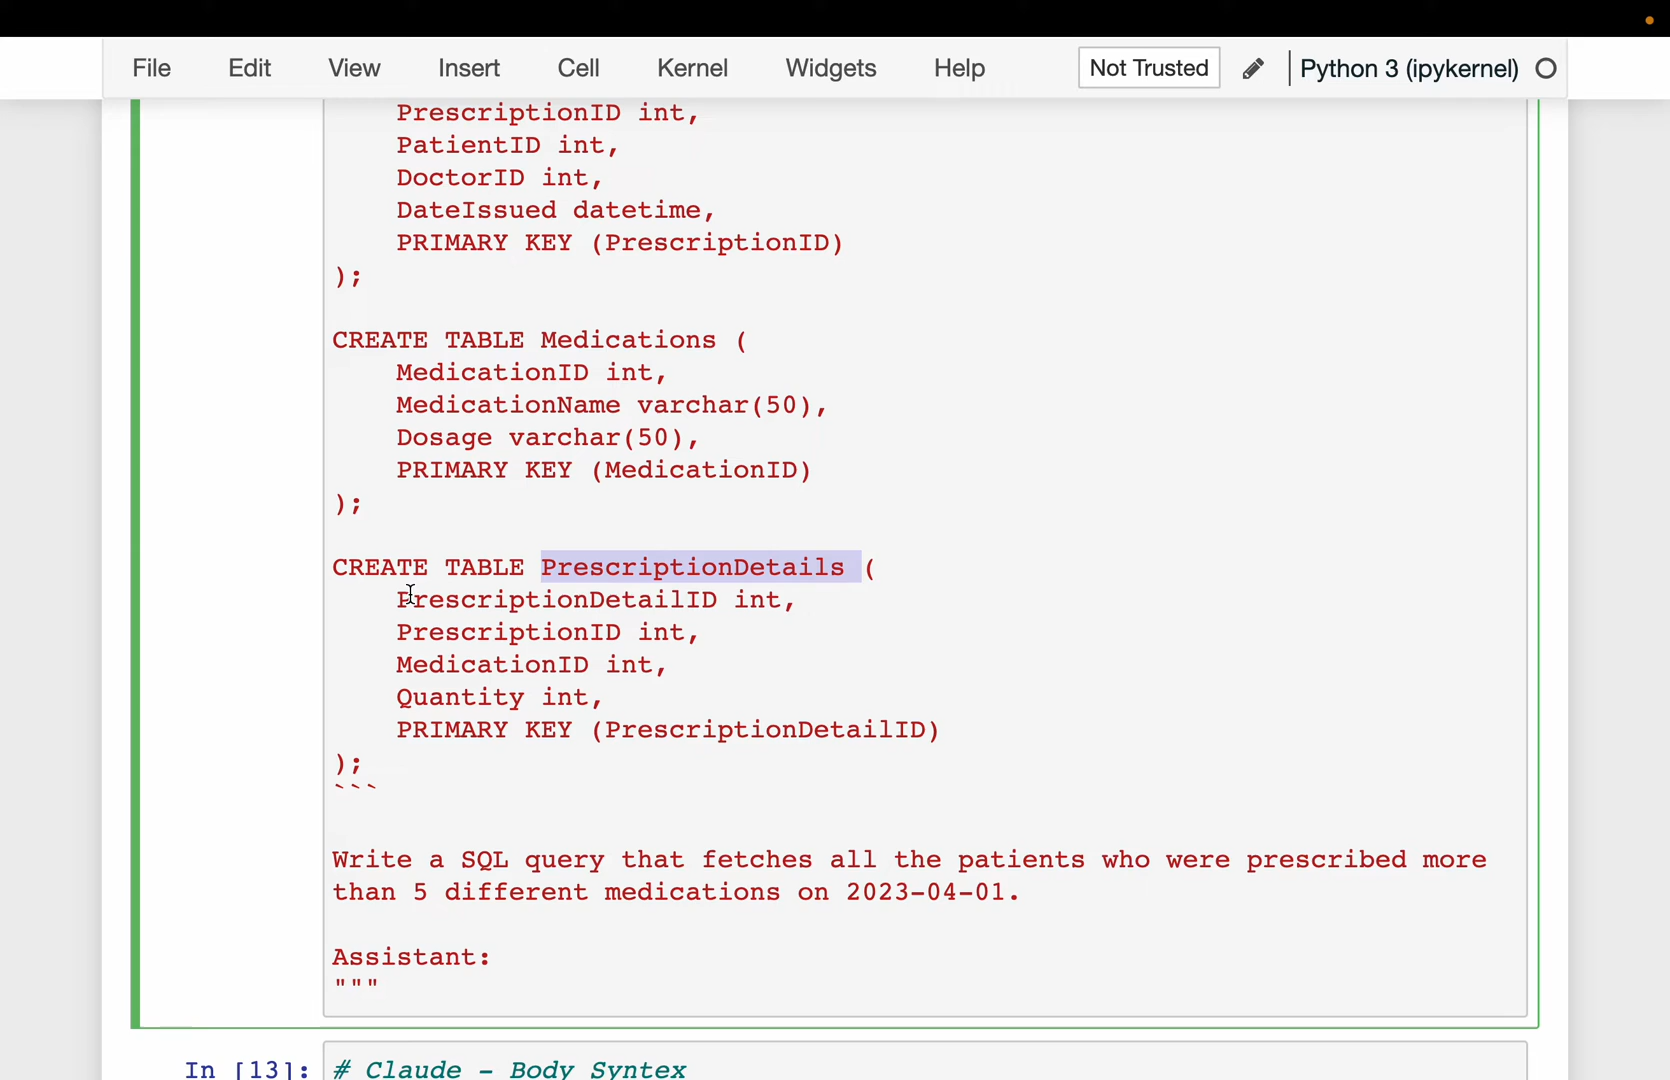 File Edit View Insert Cell Kernel Widgets Help Not Trusted Python 3 (ipykernel)
PrescriptionID int,
PatientID int,
DoctorID int,
DateIssued datetime,
PRIMARY KEY (PrescriptionID)
);
CREATE TABLE Medications (
MedicationID int,
MedicationName varchar(50),
Dosage varchar(50),
PRIMARY KEY (MedicationID)
);
CREATE TABLE PrescriptionDetails (
PrescriptionDetailID int,
PrescriptionID int,
MedicationID int,
Quantity int,
PRIMARY KEY (PrescriptionDetailID)
);
```
Write a SQL query that fetches all the patients who were prescribed more
than 5 different medications on 2023-04-01.
Assistant:
"""
In [13]: # Claude - Body Syntex